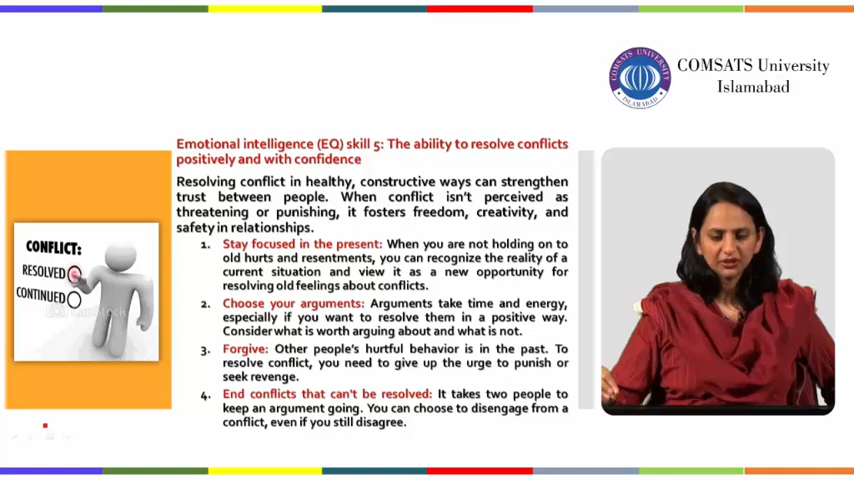 COMSATS University
Islamabad
COMSATS UNIVERSITY
ISLAMABAD
Emotional intelligence (EQ) skill 5: The ability to resolve conflicts
positively and with confidence
Resolving conflict in healthy, constructive ways can strengthen
trust between people. When conflict isn't perceived as
threatening or punishing, it fosters freedom, creativity, and
safety in relationships.
1. Stay focused in the present: When you are not holding on to
old hurts and resentments, you can recognize the reality of a
current situation and view it as a new opportunity for
resolving old feelings about conflicts.
2. Choose your arguments: Arguments take time and energy,
especially if you want to resolve them in a positive way.
Consider what is worth arguing about and what is not.
3. Forgive: Other people's hurtful behavior is in the past. To
resolve conflict, you need to give up the urge to punish or
seek revenge.
4. End conflicts that can't be resolved: It takes two people to
keep an argument going. You can choose to disengage from a
conflict, even if you still disagree.
CONFLICT:
RESOLVED
CONTINUED